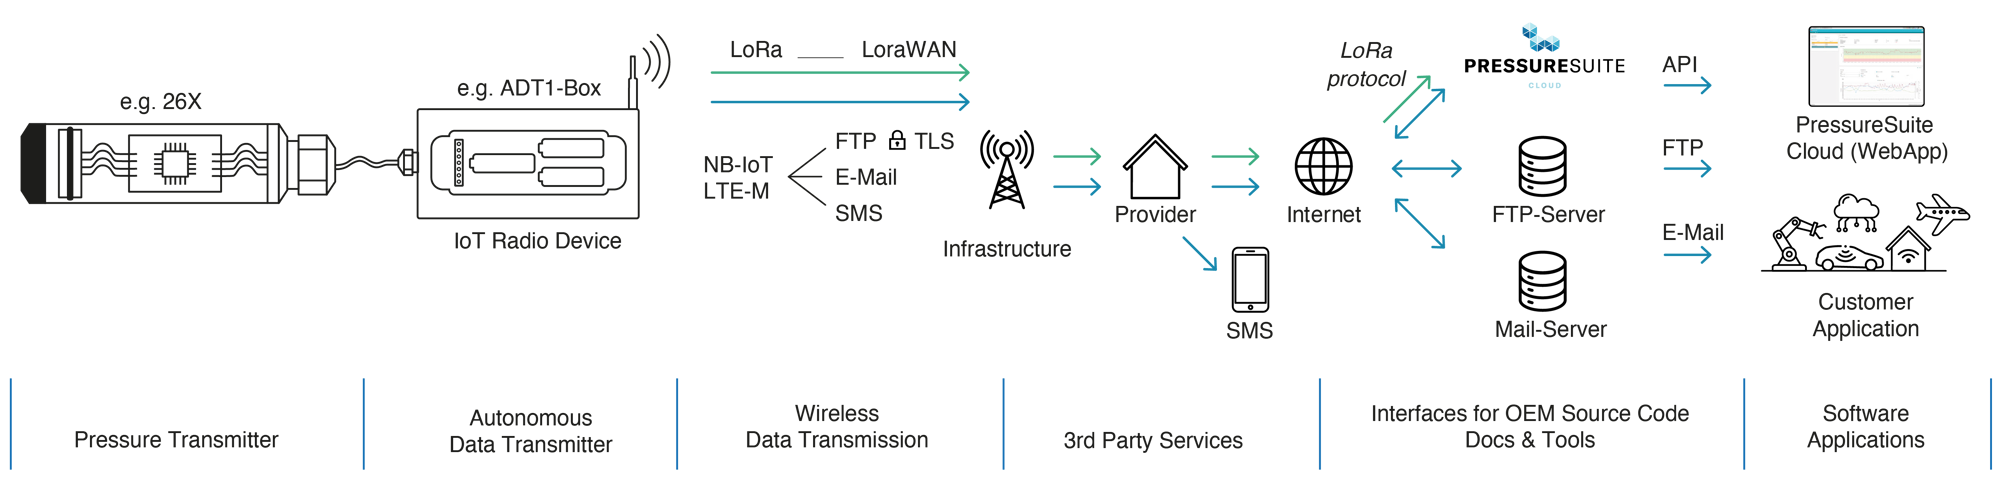 e.g. 26X
e.g. ADT1-Box
IoT Radio Device
LoRa ____ LoraWAN
NB-IoT
LTE-M
FTP TLS
E-Mail
SMS
Infrastructure
Provider
SMS
Internet
LoRa
protocol
PRESSURESUITE
CLOUD
FTP-Server
Mail-Server
API
FTP
E-Mail
PressureSuite
Cloud (WebApp)
Customer
Application
Pressure Transmitter
Autonomous
Data Transmitter
Wireless
Data Transmission
3rd Party Services
Interfaces for OEM Source Code
Docs & Tools
Software
Applications